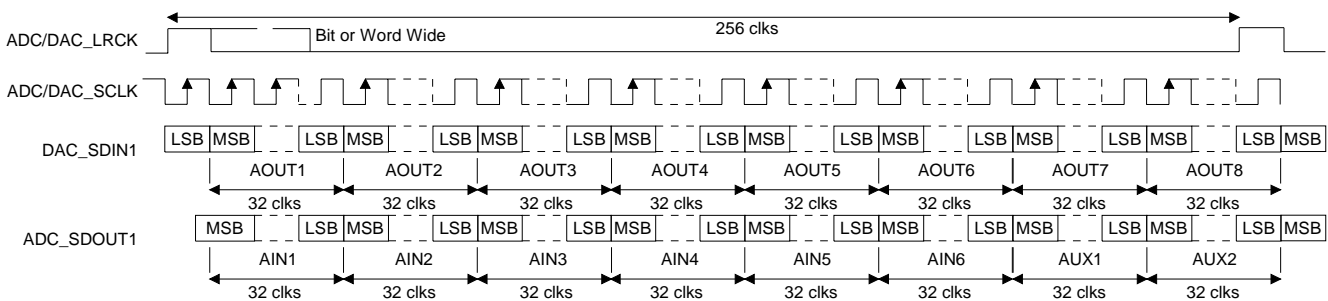 256 clks
ADC/DAC_LRCK Bit or Word Wide
ADC/DAC_SCLK
DAC_SDIN1 LSB MSB LSB MSB LSB MSB LSB MSB LSB MSB LSB MSB LSB MSB LSB MSB LSB MSB
AOUT1 AOUT2 AOUT3 AOUT4 AOUT5 AOUT6 AOUT7 AOUT8
32 clks 32 clks 32 clks 32 clks 32 clks 32 clks 32 clks 32 clks
ADC_SDOUT1 MSB LSB MSB LSB MSB LSB MSB LSB MSB LSB MSB LSB MSB LSB MSB LSB MSB
AIN1 AIN2 AIN3 AIN4 AIN5 AIN6 AUX1 AUX2
32 clks 32 clks 32 clks 32 clks 32 clks 32 clks 32 clks 32 clks